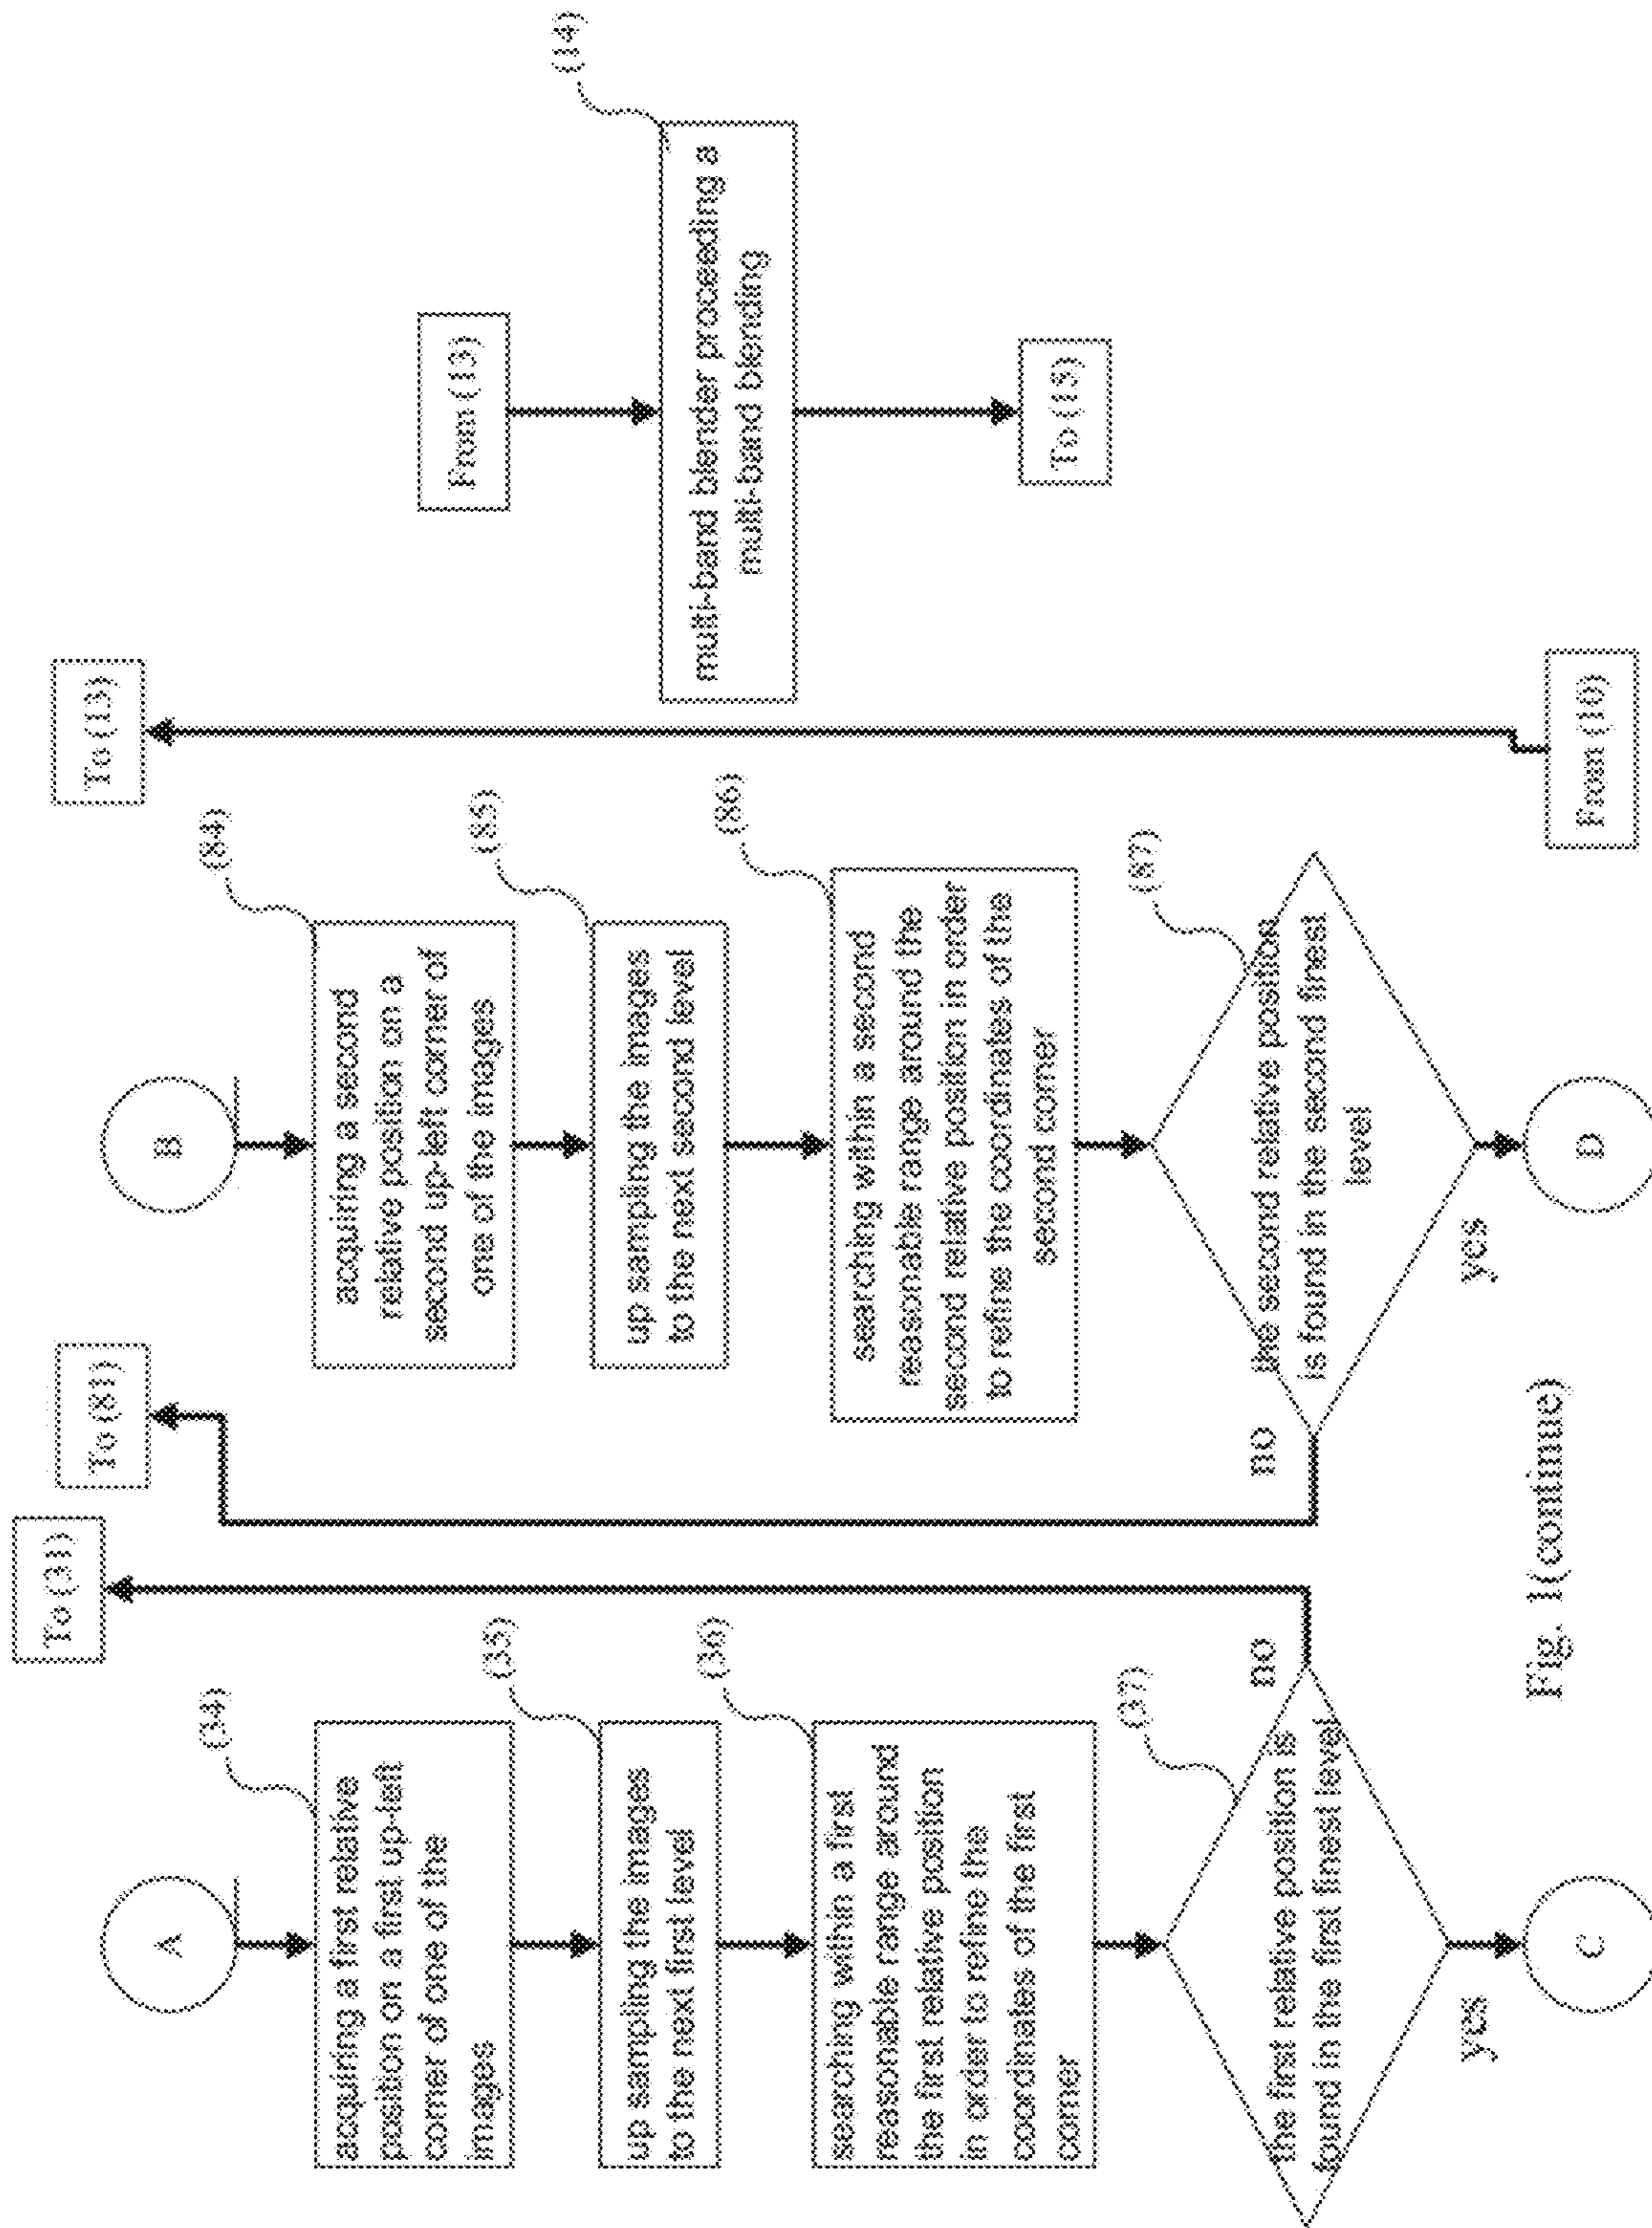 A
(34)
acquiring a first relative
position on a first up-left
corner of one of the
images
(35)
up sampling the images
to the next first level
(36)
searching within a first
reasonable range around
the first relative position
in order to refine the
coordinates of the first
corner
(37)
the first relative position is
found in the first finest level
no
To (31)
yes
C
B
(84)
acquiring a second
relative position on a
second up-left corner of
one of the images
(85)
up sampling the images
to the next second level
(86)
searching within a second
reasonable range around the
second relative position in order
to refine the coordinates of the
second corner
(87)
the second relative position
is found in the second finest
level
no
To (81)
yes
D
To (13)
From (10)
From (13)
(14)
multi-band blender proceeding a
multi-band blending
To (15)
Fig. 1(continue)